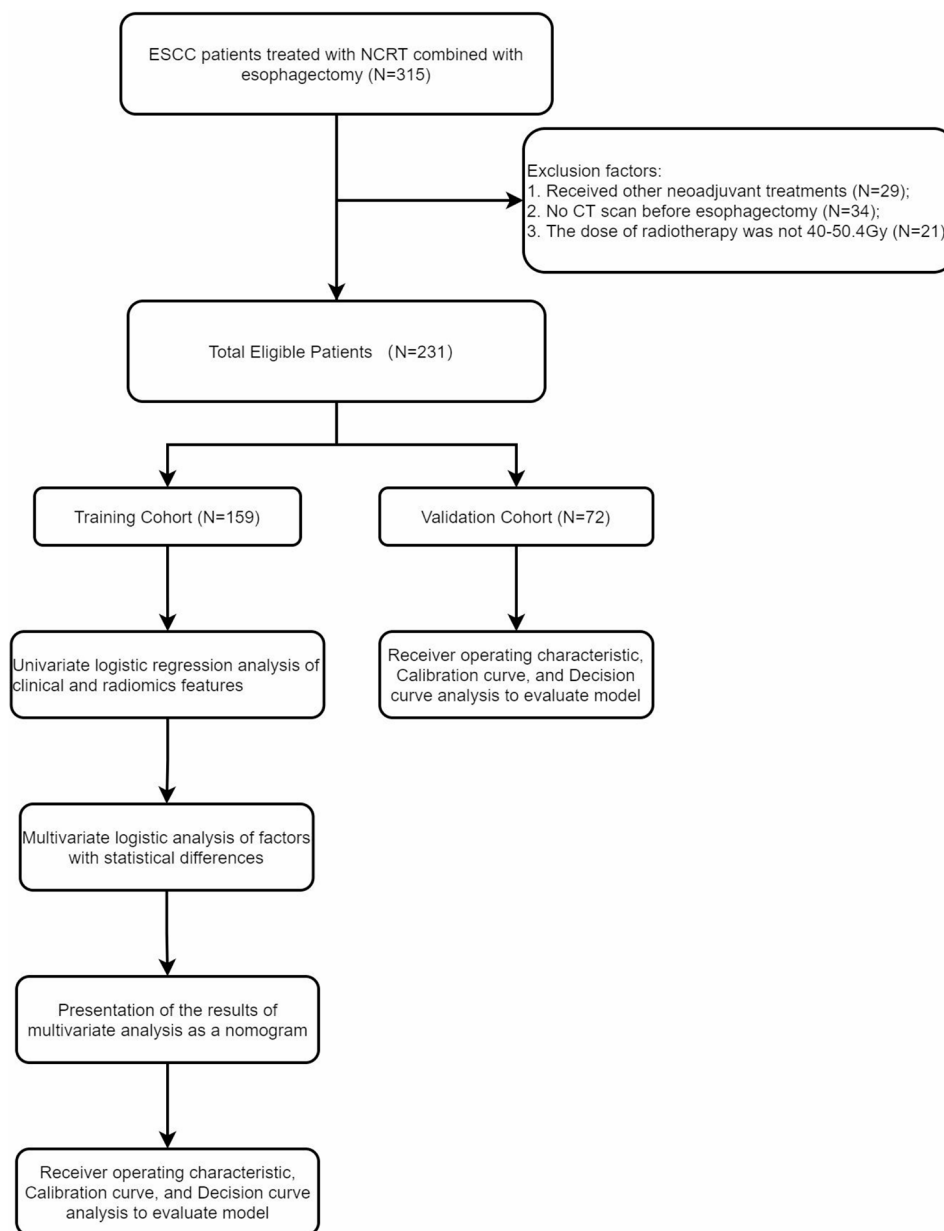 ESCC patients treated with NCRT combined with
esophagectomy (N=315)
Exclusion factors:
1. Received other neoadjuvant treatments (N=29);
2. No CT scan before esophagectomy (N=34);
3. The dose of radiotherapy was not 40-50.4Gy (N=21)
Total Eligible Patients （N=231)
Training Cohort (N=159)
Validation Cohort (N=72)
Univariate logistic regression analysis of
clinical and radiomics features
Receiver operating characteristic,
Calibration curve, and Decision
curve analysis to evaluate model
Multivariate logistic analysis of factors
with statistical differences
Presentation of the results of
multivariate analysis as a nomogram
Receiver operating characteristic,
Calibration curve, and Decision curve
analysis to evaluate model